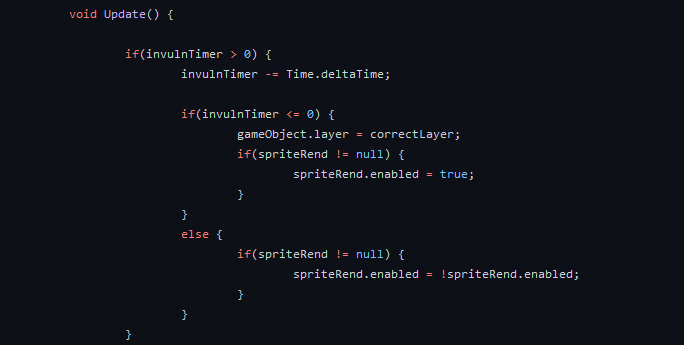 void Update() {
if(invulnTimer > 0) {
invulnTimer -= Time.deltaTime;
if(invulnTimer <= 0) {
gameObject.layer = correctLayer;
if(spriteRend != null) {
spriteRend.enabled = true;
}
}
else {
if(spriteRend != null) {
spriteRend.enabled = !spriteRend.enabled;
}
}
}